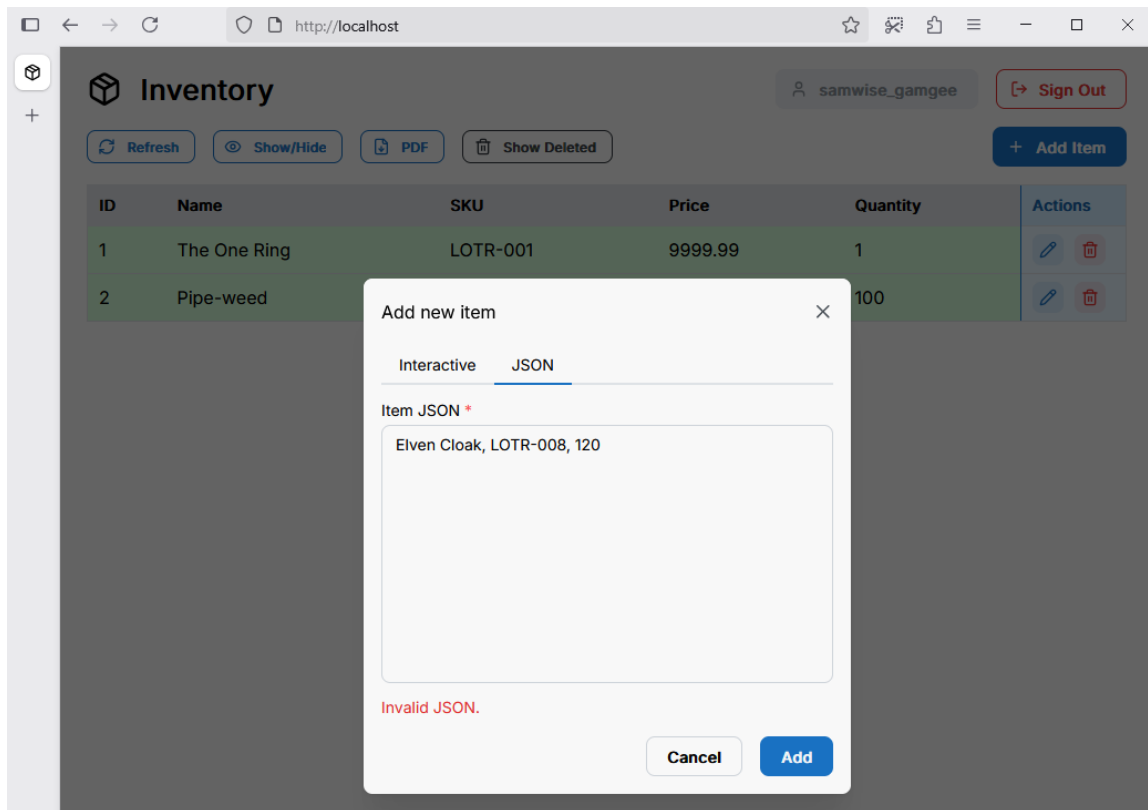 http://localhost
Inventory
samwise_gamgee
Sign Out
Refresh
Show/Hide
PDF
Show Deleted
+ Add Item
ID Name SKU Price Quantity Actions
1 The One Ring LOTR-001 9999.99 1
2 Pipe-weed 100
Add new item
Interactive JSON
Item JSON *
Elven Cloak, LOTR-008, 120
Invalid JSON.
Cancel Add